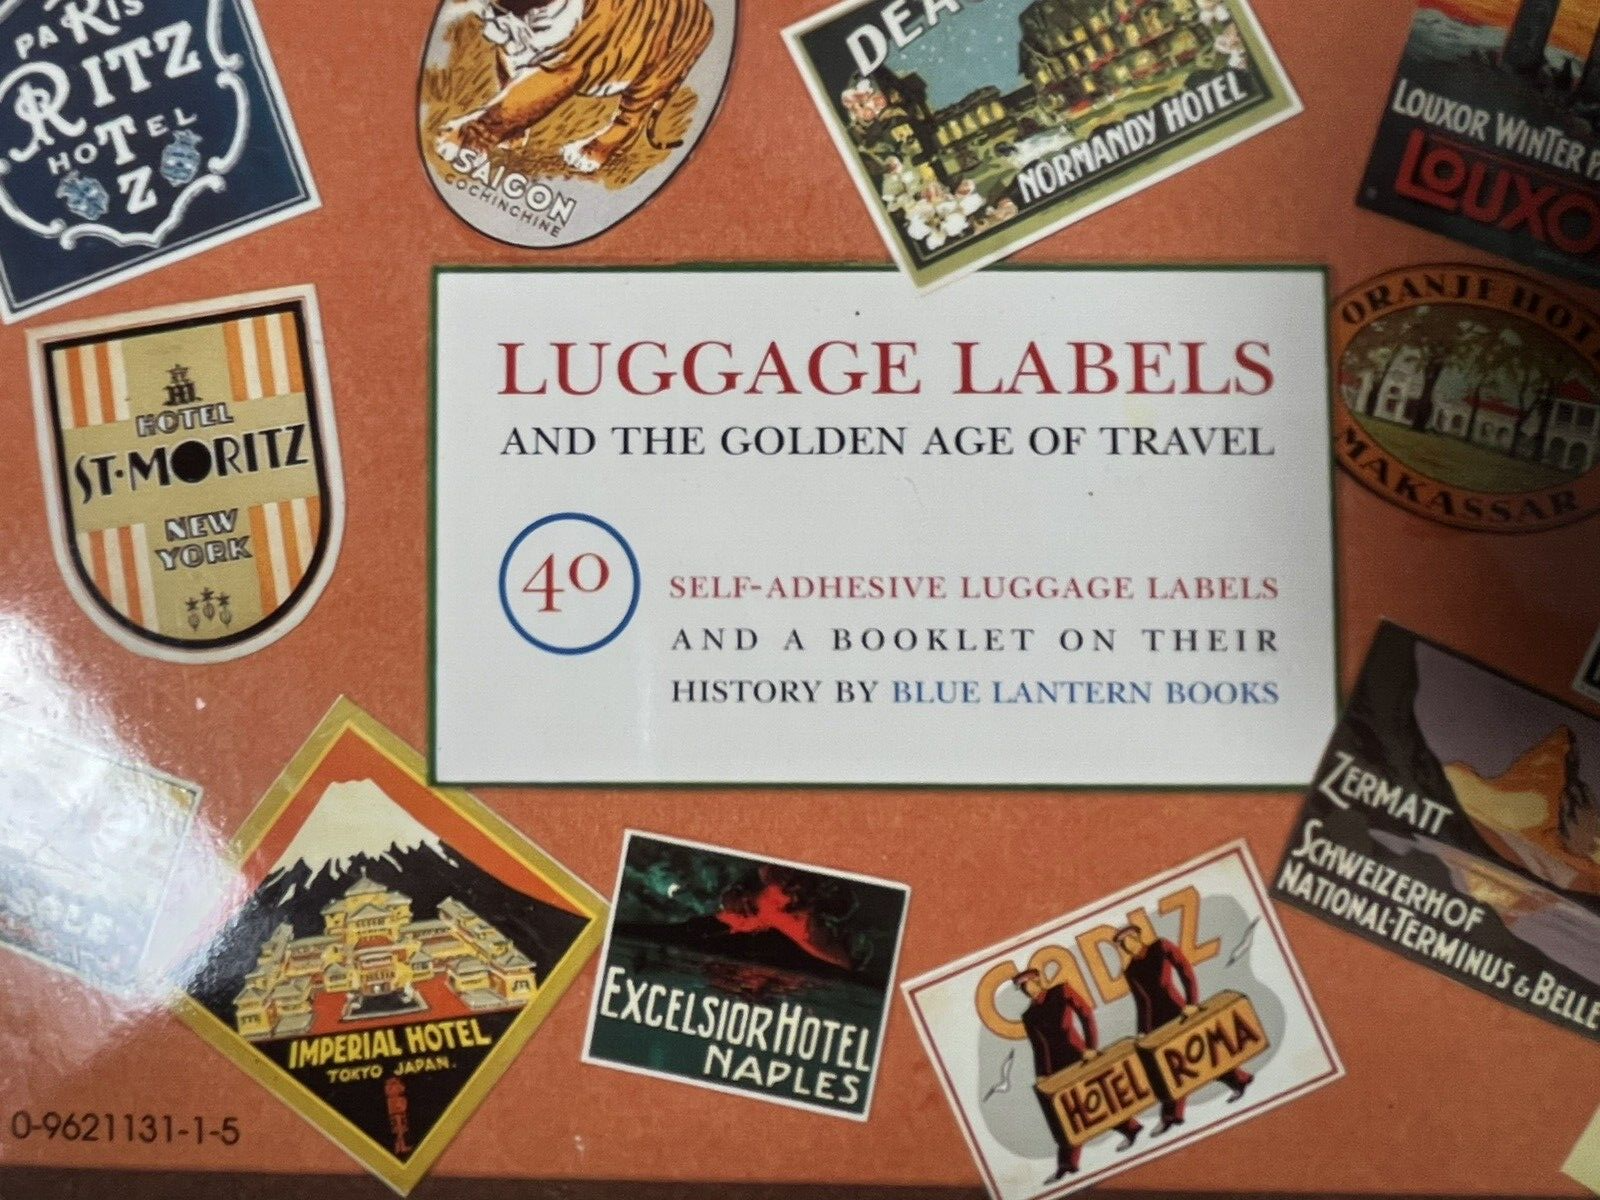 PARIS
RITZ
HOTEL
Z
SAIGON
COCHINCHINE
NORMANDY HOTEL
LOUXOR WINTER
HOTEL
ST·MORITZ
NEW
YORK
LUGGAGE LABELS
AND THE GOLDEN AGE OF TRAVEL
40
SELF-ADHESIVE LUGGAGE LABELS
AND A BOOKLET ON THEIR
HISTORY BY BLUE LANTERN BOOKS
ORANJE
MAKASSAR
ZERMATT
SCHWEIZERHOF
NATIONAL-TERMINUS & BELLE
IMPERIAL HOTEL
TOKYO JAPAN.
EXCELSIOR HOTEL
NAPLES
CADIZ
HOTEL ROMA
0-9621131-1-5